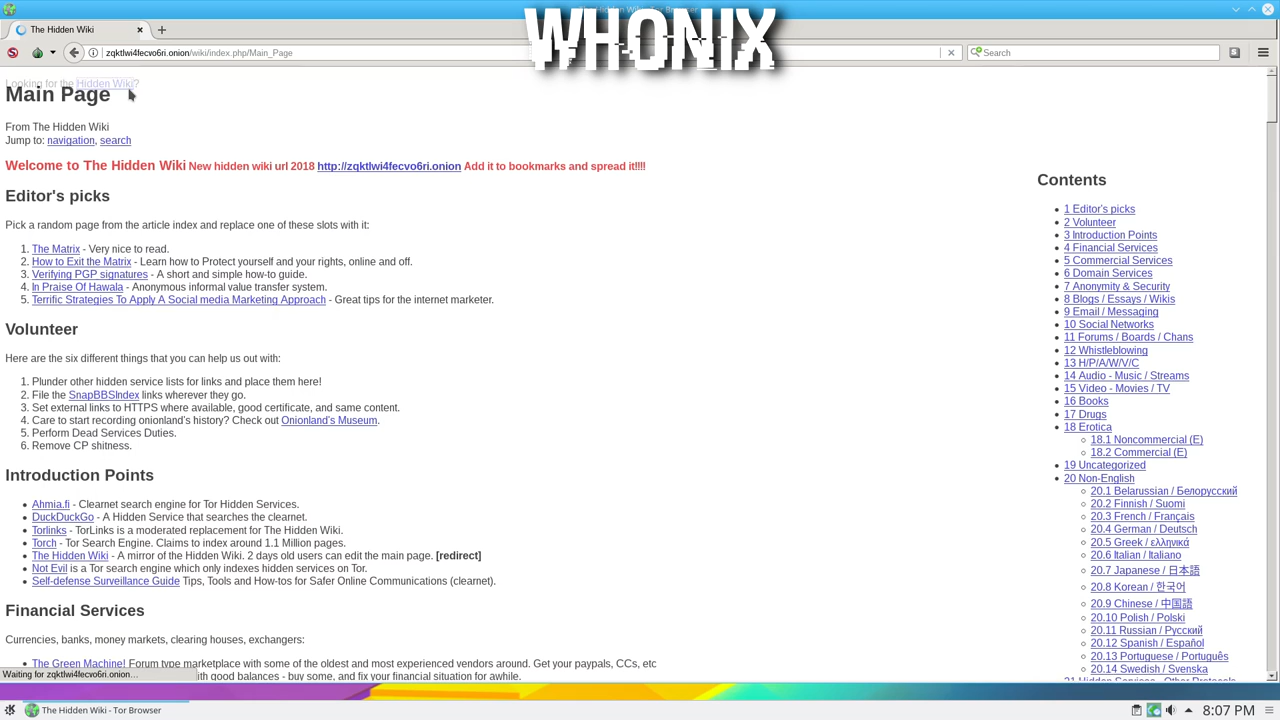 WHONIX
The Hidden Wiki
zqktlwi4fecvo6ri.onion/wiki/index.php/Main_Page
Search
Looking for the Hidden Wiki?
Main Page
From The Hidden Wiki
Jump to: navigation, search
Welcome to The Hidden Wiki New hidden wiki url 2018 http://zqktlwi4fecvo6ri.onion Add it to bookmarks and spread it!!!!
Editor's picks
Pick a random page from the article index and replace one of these slots with it:
1. The Matrix - Very nice to read.
2. How to Exit the Matrix - Learn how to Protect yourself and your rights, online and off.
3. Verifying PGP signatures - A short and simple how-to guide.
4. In Praise Of Hawala - Anonymous informal value transfer system.
5. Terrific Strategies To Apply A Social media Marketing Approach - Great tips for the internet marketer.
Volunteer
Here are the six different things that you can help us out with:
1. Plunder other hidden service lists for links and place them here!
2. File the SnapBBSIndex links wherever they go.
3. Set external links to HTTPS where available, good certificate, and same content.
4. Care to start recording onionland's history? Check out Onionland's Museum.
5. Perform Dead Services Duties.
6. Remove CP shitness.
Introduction Points
Ahmia.fi - Clearnet search engine for Tor Hidden Services.
DuckDuckGo - A Hidden Service that searches the clearnet.
Torlinks - TorLinks is a moderated replacement for The Hidden Wiki.
Torch - Tor Search Engine. Claims to index around 1.1 Million pages.
The Hidden Wiki - A mirror of the Hidden Wiki. 2 days old users can edit the main page. [redirect]
Not Evil is a Tor search engine which only indexes hidden services on Tor.
Self-defense Surveillance Guide Tips, Tools and How-tos for Safer Online Communications (clearnet).
Financial Services
Currencies, banks, money markets, clearing houses, exchangers:
The Green Machine! Forum type marketplace with some of the oldest and most experienced vendors around. Get your paypals, CCs, etc
with good balances - buy some, and fix your financial situation for awhile.
Contents
1 Editor's picks
2 Volunteer
3 Introduction Points
4 Financial Services
5 Commercial Services
6 Domain Services
7 Anonymity & Security
8 Blogs / Essays / Wikis
9 Email / Messaging
10 Social Networks
11 Forums / Boards / Chans
12 Whistleblowing
13 H/P/A/W/V/C
14 Audio - Music / Streams
15 Video - Movies / TV
16 Books
17 Drugs
18 Erotica
18.1 Noncommercial (E)
18.2 Commercial (E)
19 Uncategorized
20 Non-English
20.1 Belarussian / Белорусский
20.2 Finnish / Suomi
20.3 French / Français
20.4 German / Deutsch
20.5 Greek / ελληνικά
20.6 Italian / Italiano
20.7 Japanese / 日本語
20.8 Korean / 한국어
20.9 Chinese / 中国語
20.10 Polish / Polski
20.11 Russian / Русский
20.12 Spanish / Español
20.13 Portuguese / Português
20.14 Swedish / Svenska
21 Hidden Services - Other Protocols
Waiting for zqktlwi4fecvo6ri.onion...
The Hidden Wiki - Tor Browser
8:07 PM